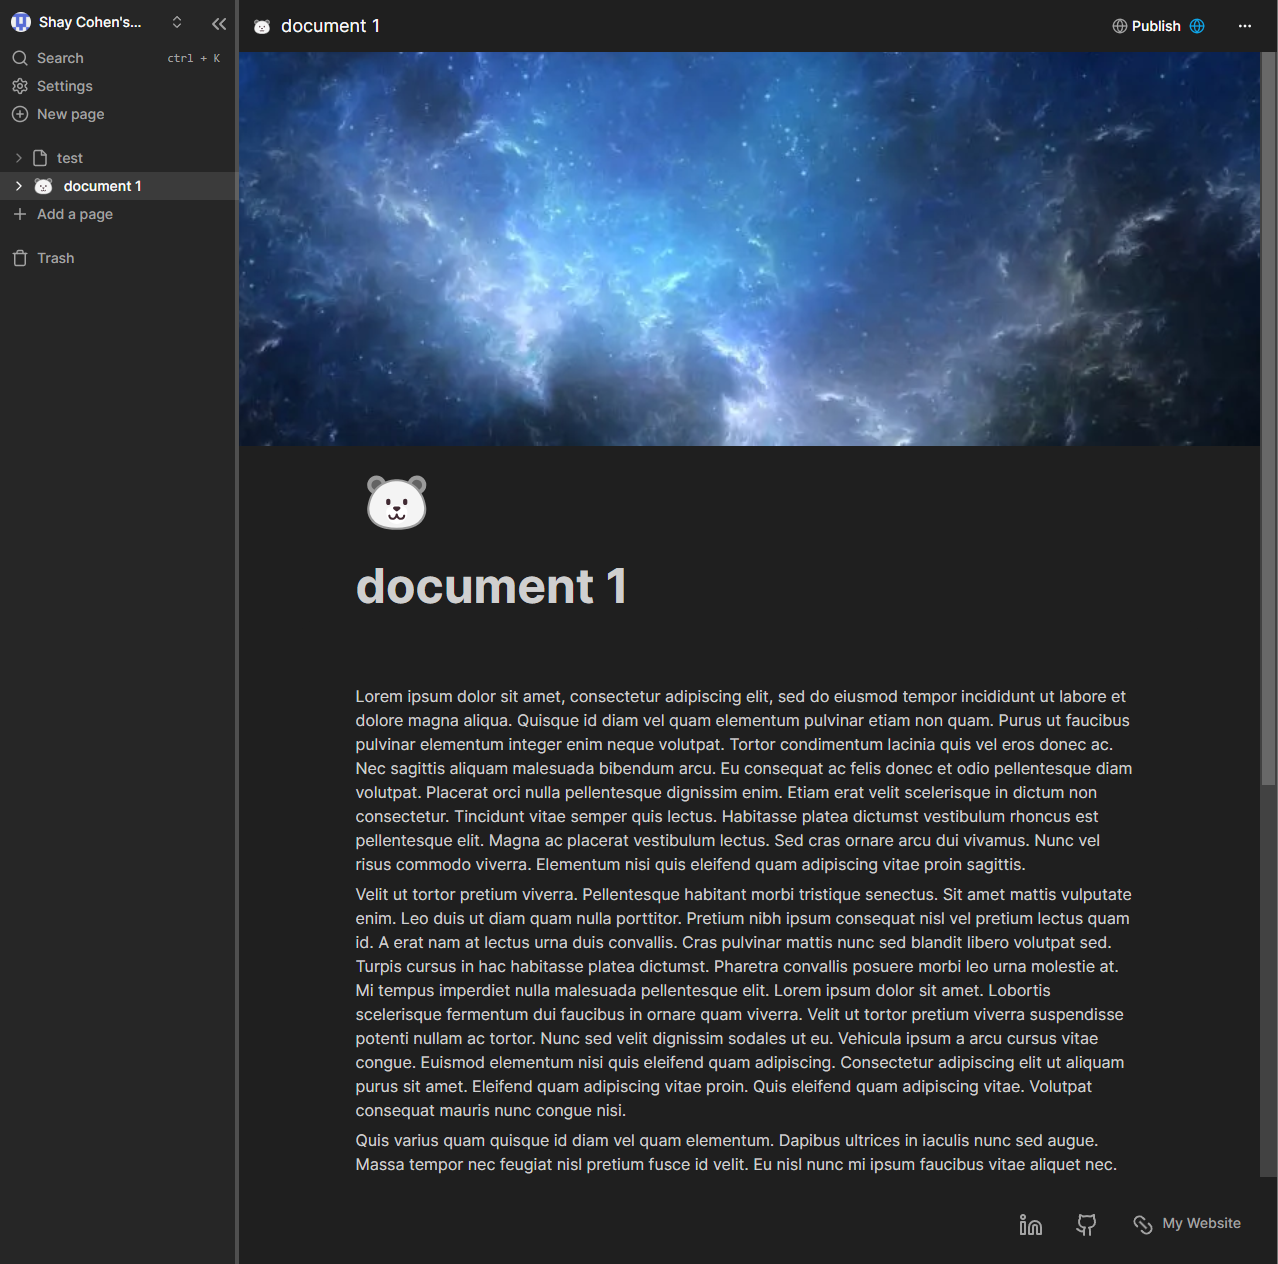 Shay Cohen's...
Search ctrl + K
Settings
New page
test
document 1
Add a page
Trash
document 1
Publish
document 1
Lorem ipsum dolor sit amet, consectetur adipiscing elit, sed do eiusmod tempor incididunt ut labore et
dolore magna aliqua. Quisque id diam vel quam elementum pulvinar etiam non quam. Purus ut faucibus
pulvinar elementum integer enim neque volutpat. Tortor condimentum lacinia quis vel eros donec ac.
Nec sagittis aliquam malesuada bibendum arcu. Eu consequat ac felis donec et odio pellentesque diam
volutpat. Placerat orci nulla pellentesque dignissim enim. Etiam erat velit scelerisque in dictum non
consectetur. Tincidunt vitae semper quis lectus. Habitasse platea dictumst vestibulum rhoncus est
pellentesque elit. Magna ac placerat vestibulum lectus. Sed cras ornare arcu dui vivamus. Nunc vel
risus commodo viverra. Elementum nisi quis eleifend quam adipiscing vitae proin sagittis.
Velit ut tortor pretium viverra. Pellentesque habitant morbi tristique senectus. Sit amet mattis vulputate
enim. Leo duis ut diam quam nulla porttitor. Pretium nibh ipsum consequat nisl vel pretium lectus quam
id. A erat nam at lectus urna duis convallis. Cras pulvinar mattis nunc sed blandit libero volutpat sed.
Turpis cursus in hac habitasse platea dictumst. Pharetra convallis posuere morbi leo urna molestie at.
Mi tempus imperdiet nulla malesuada pellentesque elit. Lorem ipsum dolor sit amet. Lobortis
scelerisque fermentum dui faucibus in ornare quam viverra. Velit ut tortor pretium viverra suspendisse
potenti nullam ac tortor. Nunc sed velit dignissim sodales ut eu. Vehicula ipsum a arcu cursus vitae
congue. Euismod elementum nisi quis eleifend quam adipiscing. Consectetur adipiscing elit ut aliquam
purus sit amet. Eleifend quam adipiscing vitae proin. Quis eleifend quam adipiscing vitae. Volutpat
consequat mauris nunc congue nisi.
Quis varius quam quisque id diam vel quam elementum. Dapibus ultrices in iaculis nunc sed augue.
Massa tempor nec feugiat nisl pretium fusce id velit. Eu nisl nunc mi ipsum faucibus vitae aliquet nec.
My Website